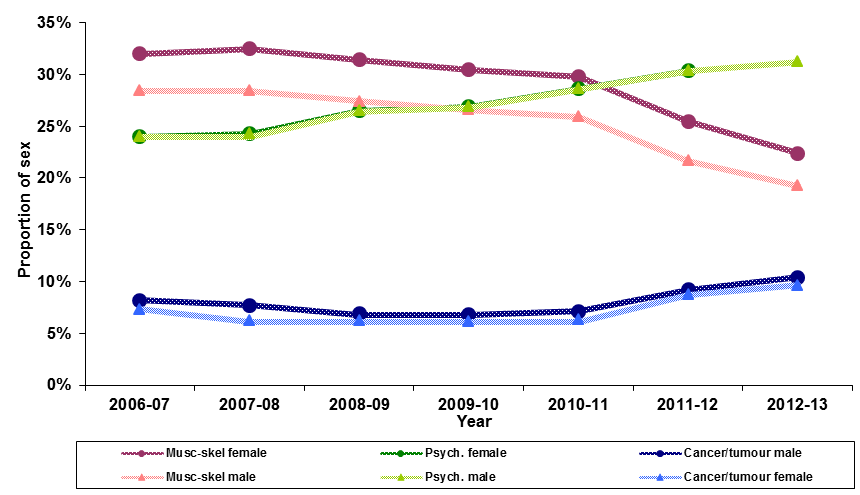 35%
30%
25%
20%
15%
10%
5%
0%
Proportion of sex
2006-07 2007-08 2008-09 2009-10 2010-11 2011-12 2012-13
Year
Musc-skel female Psych. female Cancer/tumour male
Musc-skel male Psych. male Cancer/tumour female